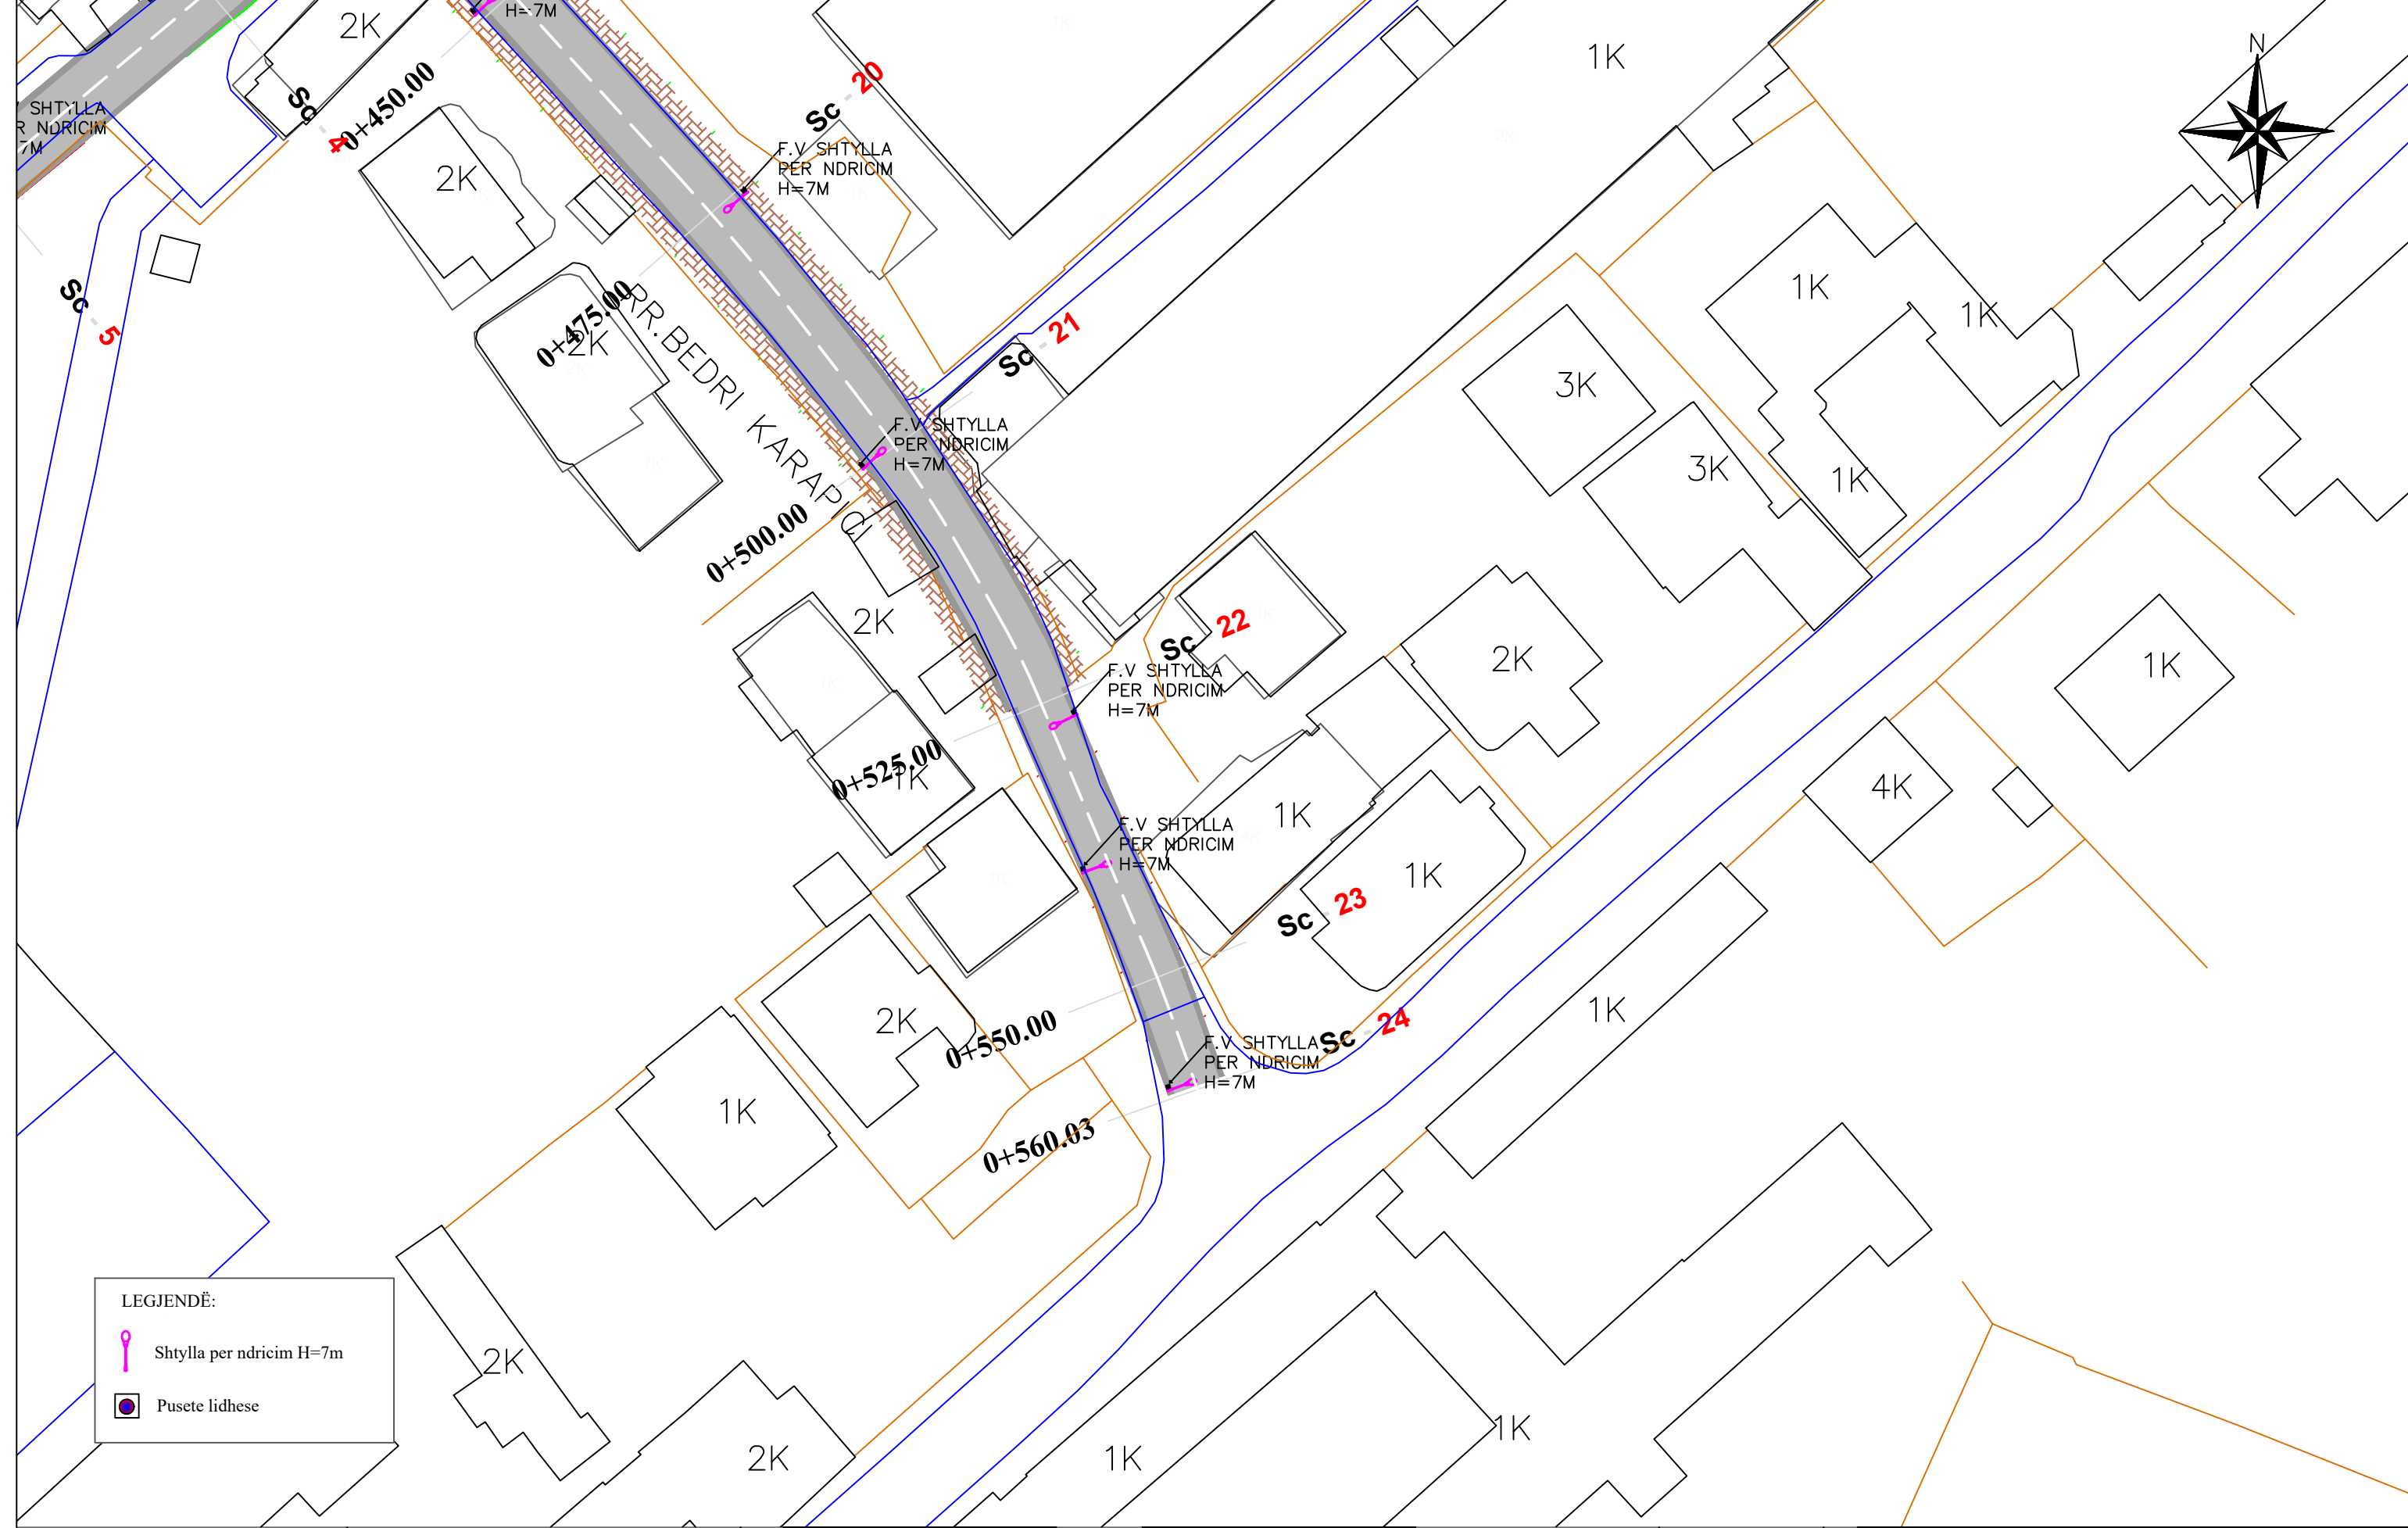 H=7M
2K
1K
N
Sc - 20
0+450.00
Sc - 4
SHTYLLA
R NDRICIM
7M
F.V SHTYLLA
PER NDRICIM
H=7M
2K
1K
1K
Sc - 5
0+475.00
2K
RR.BEDRI KARAPICI
Sc - 21
3K
F.V SHTYLLA
PER NDRICIM
H=7M
3K
1K
0+500.00
2K
Sc - 22
F.V SHTYLLA
PER NDRICIM
H=7M
2K
1K
0+525.00
1K
4K
F.V SHTYLLA
PER NDRICIM
H=7M
1K
1K
Sc - 23
2K
0+550.00
1K
Sc - 24
F.V SHTYLLA
PER NDRICIM
H=7M
1K
0+560.03
LEGJENDË:
Shtylla per ndricim H=7m
Pusete lidhese
2K
2K
1K
1K